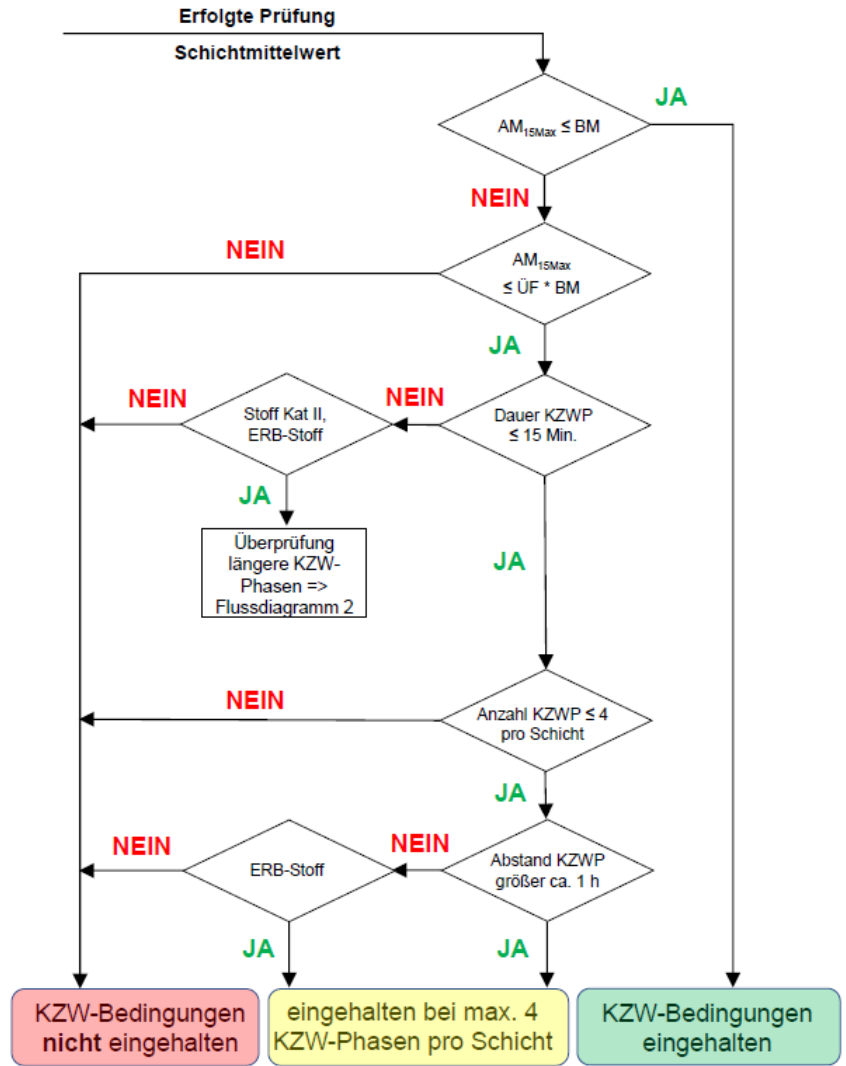 Erfolgte Prüfung
Schichtmittelwert
JA
AM15Max ≤ BM
NEIN
NEIN
AM15Max
≤ ÜF * BM
JA
NEIN
Stoff Kat II,
ERB-Stoff
NEIN
Dauer KZWP
≤ 15 Min.
JA
Überprüfung
längere KZW-
Phasen =>
Flussdiagramm 2
JA
NEIN
Anzahl KZWP ≤ 4
pro Schicht
JA
NEIN
ERB-Stoff
NEIN
Abstand KZWP
größer ca. 1 h
JA
JA
KZW-Bedingungen
nicht eingehalten
eingehalten bei max. 4
KZW-Phasen pro Schicht
KZW-Bedingungen
eingehalten